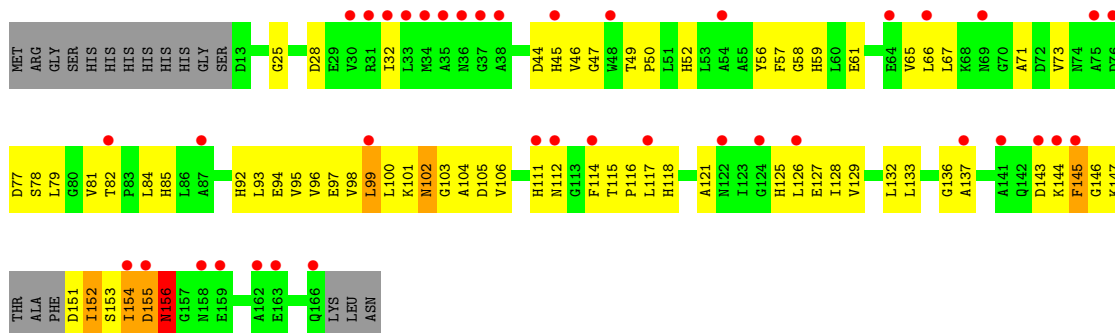 MET ARG GLY SER HIS HIS HIS HIS HIS HIS GLY SER D13 G25 D28 E29 V30 R31 I32 L33 M34 A35 N36 G37 A38 D44 H45 V46 G47 W48 T49 P50 L51 H52 L53 A54 A55 Y56 F57 G58 H59 L60 E61 E64 V65 L66 L67 K68 N69 G70 A71 D72 V73 N74 A75 D76
D77 S78 L79 G80 V81 T82 P83 L84 H85 L86 A87 H92 L93 E94 V95 V96 E97 V98 L99 L100 K101 N102 G103 A104 D105 V106 H111 N112 G113 F114 T115 P116 L117 H118 A121 N122 I123 G124 H125 L126 E127 I128 V129 L132 L133 G136 A137 A141 Q142 D143 K144 F145 G146 K147
THR ALA PHE D151 I152 S153 I154 D155 N156 G157 N158 E159 A162 E163 Q166 LYS LEU ASN